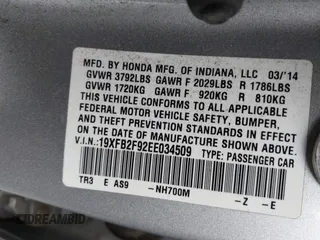 MFD. BY HONDA MFG. OF INDIANA, LLC 03/'14
GVWR 3792LBS GAWR F 2029LBS R 1786LBS
GVWR 1720KG GAWR F 920KG R 810KG
THIS VEHICLE CONFORMS TO ALL APPLICABLE
FEDERAL MOTOR VEHICLE SAFETY, BUMPER,
AND THEFT PREVENTION STANDARDS IN EFFECT
ON THE DATE OF MANUFACTURE SHOWN ABOVE.
V.I.N.: 19XFB2F92EE034509 TYPE: PASSENGER CAR
TR3 E AS9 -NH700M -Z -E
DREAMBID